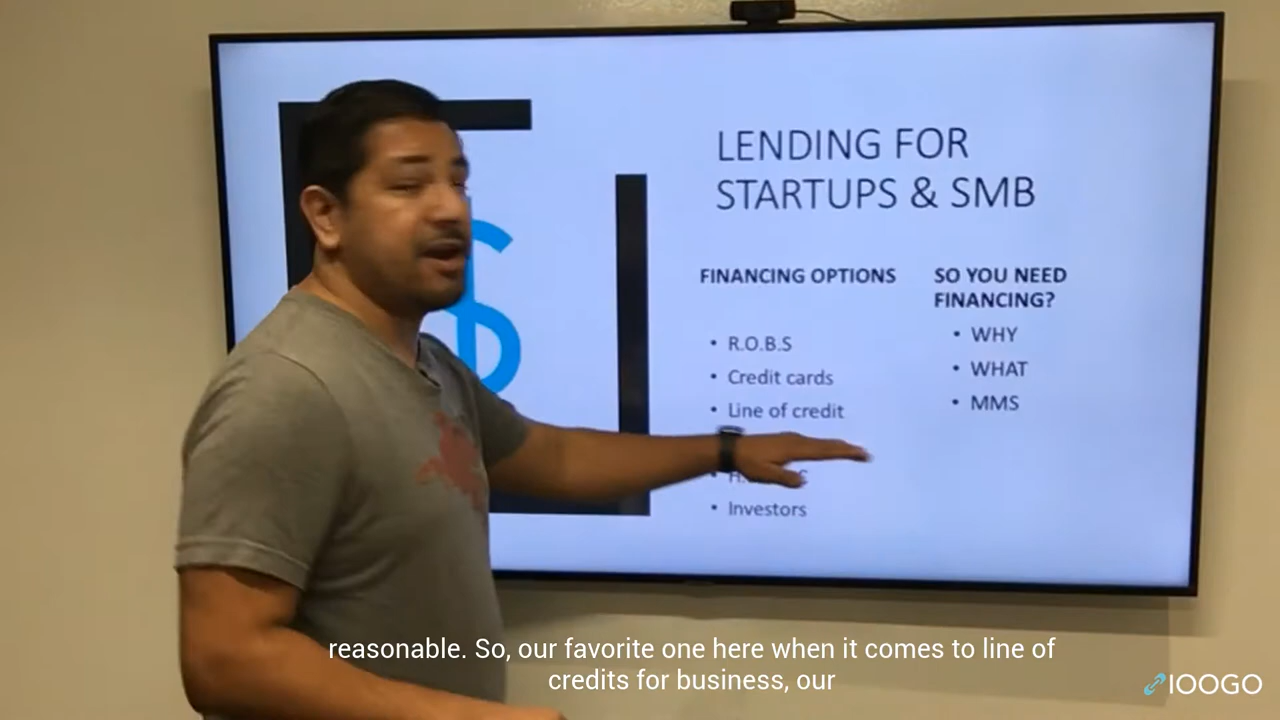 LENDING FOR
STARTUPS & SMB
FINANCING OPTIONS
SO YOU NEED
FINANCING?
• R.O.B.S
• Credit cards
• Line of credit
• Investors
• WHY
• WHAT
• MMS
reasonable. So, our favorite one here when it comes to line of
credits for business, our
IOOGO